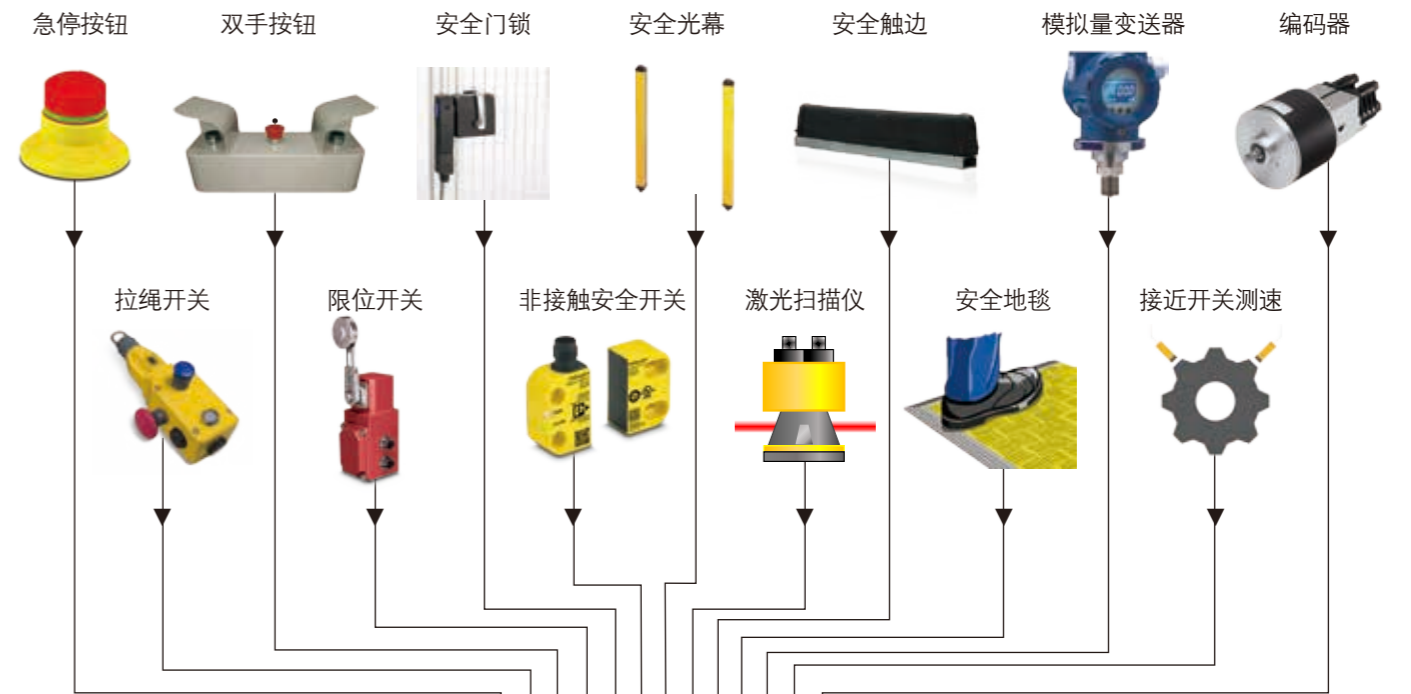 急停按钮
双手按钮
安全门锁
安全光幕
安全触边
模拟量变送器
编码器
拉绳开关
限位开关
非接触安全开关
激光扫描仪
安全地毯
接近开关测速